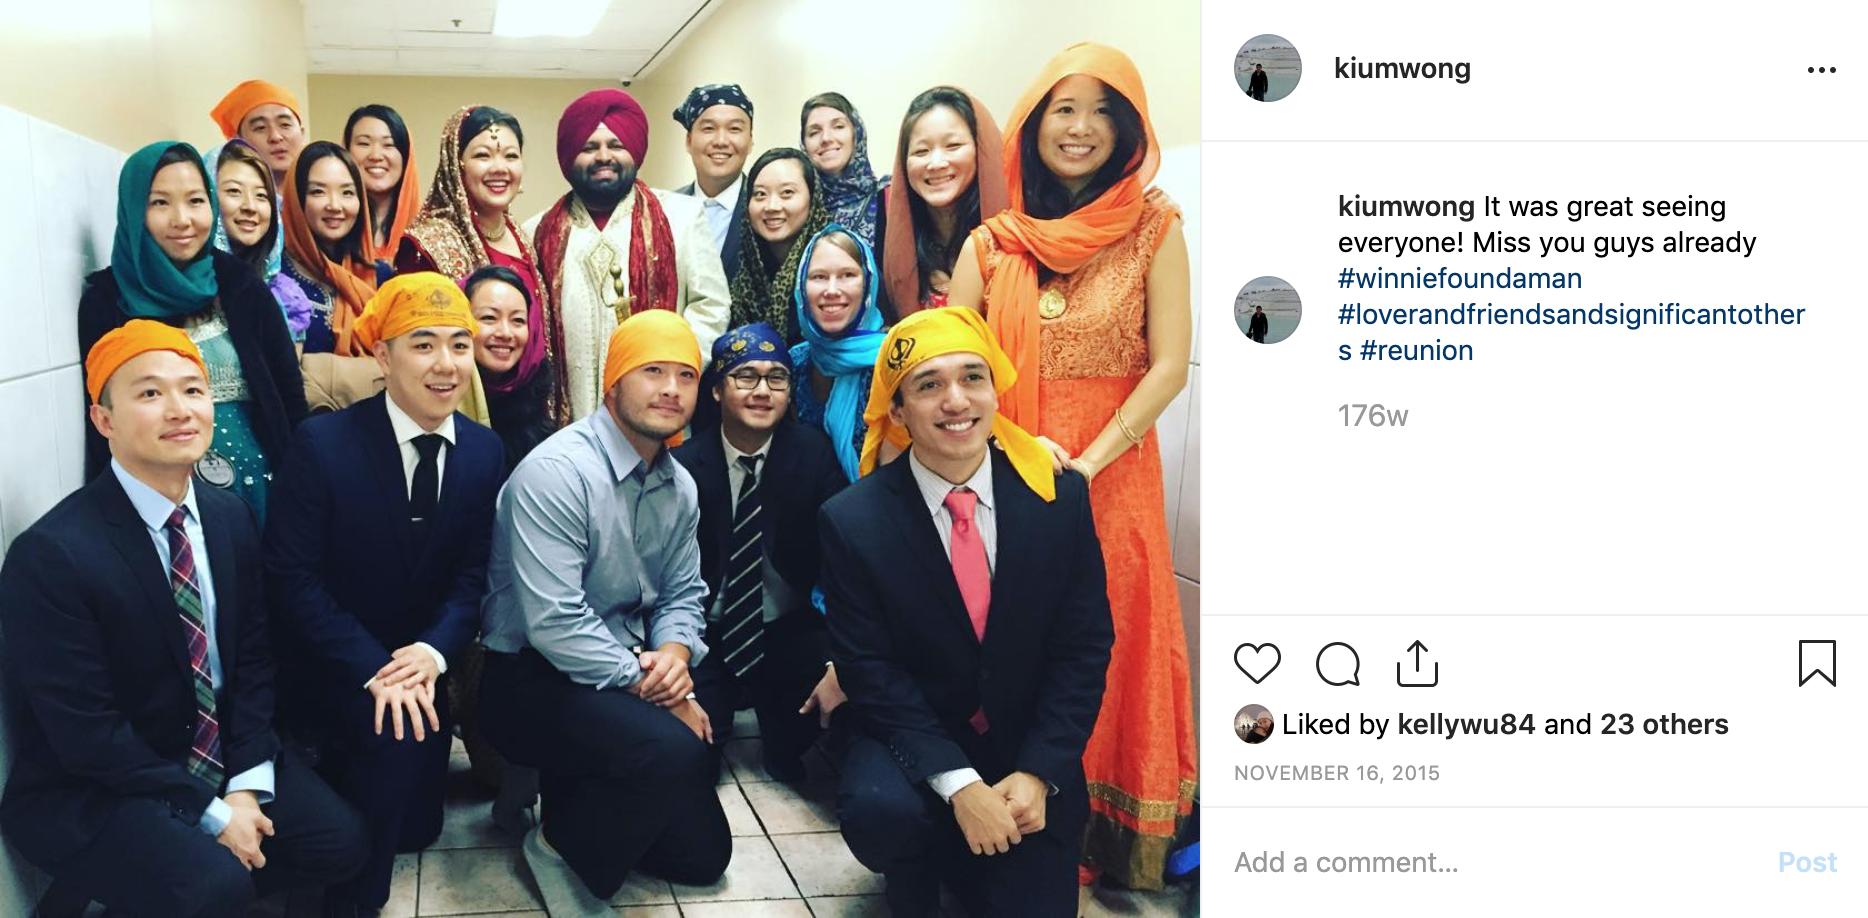 kiumwong
kiumwong It was great seeing
everyone! Miss you guys already
#winniefoundaman
#loverandfriendsandsignificantother
s #reunion
176w
Liked by kellywu84 and 23 others
NOVEMBER 16, 2015
Add a comment... Post